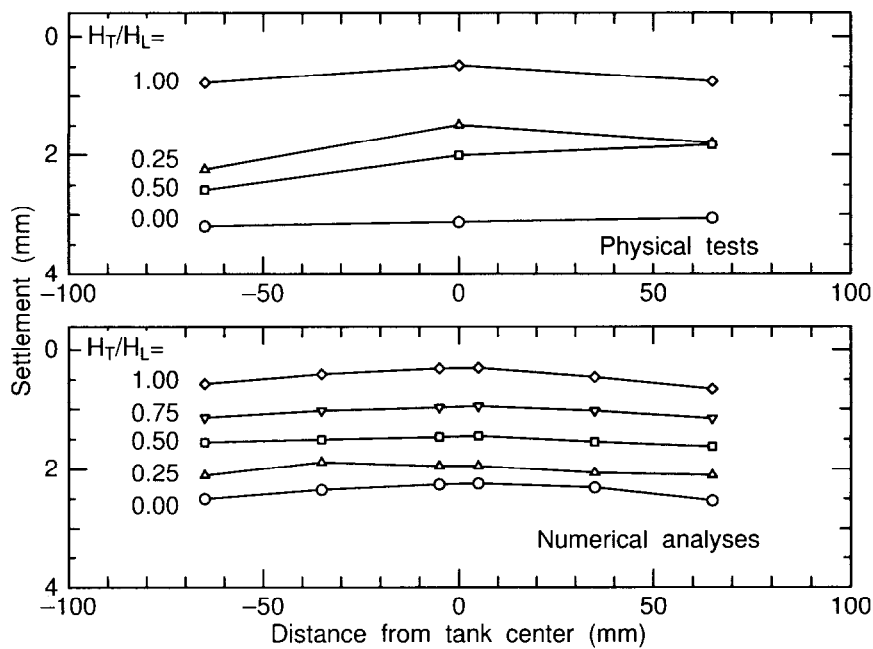 0
H_T/H_L=
1.00
2
0.25
0.50
0.00
Physical tests
4
−100 −50 0 50 100
Settlement (mm)
0
H_T/H_L=
1.00
0.75
0.50
2
0.25
0.00
Numerical analyses
4
−100 −50 0 50 100
Distance from tank center (mm)